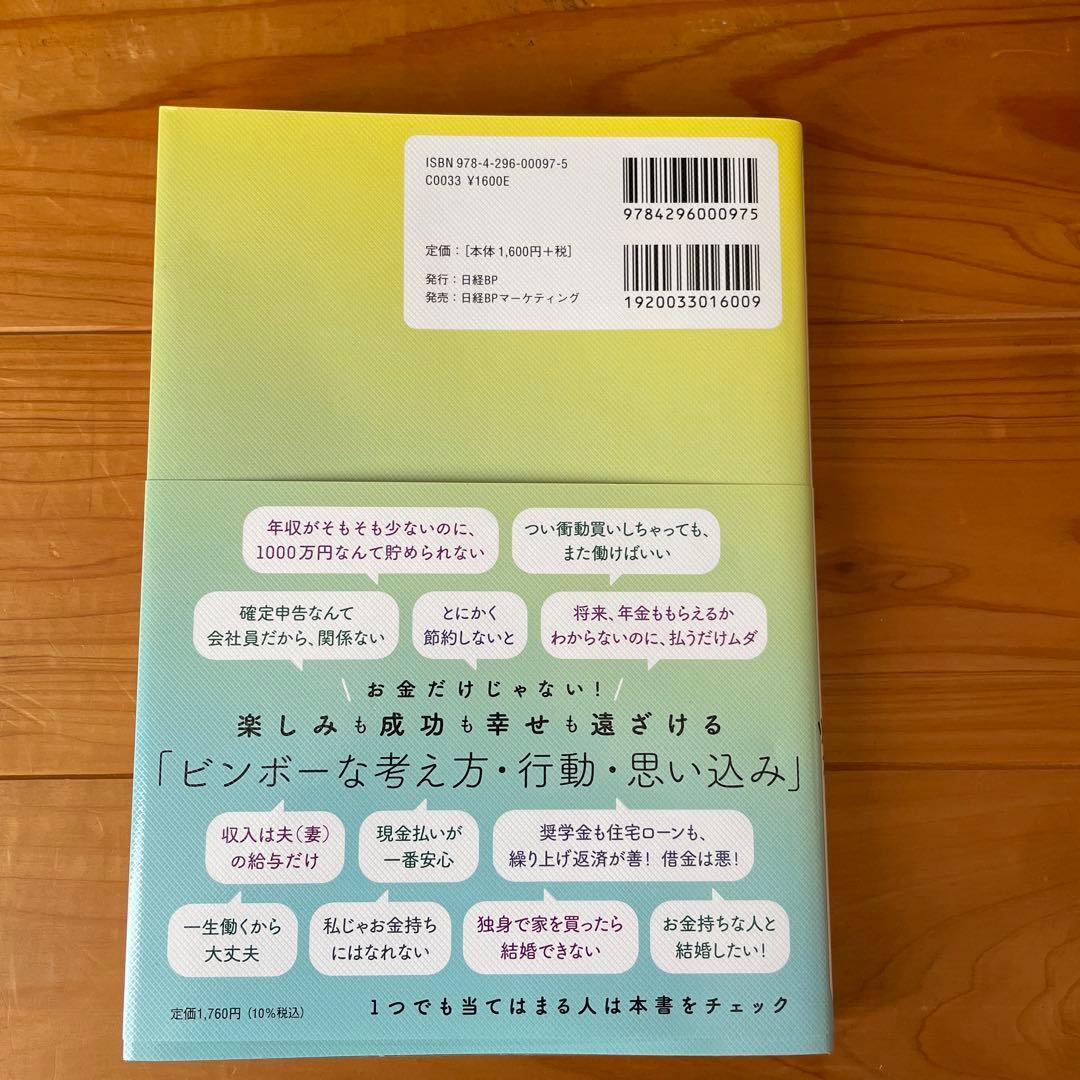 ISBN 978-4-296-00097-5
C0033 ¥1600E
9784296000975
定価：［本体 1,600円＋税］
発行：日経BP
発売：日経BPマーケティング
1920033016009
年収がそもそも少ないのに、
1000万円なんて貯められない
つい衝動買いしちゃっても、
また働けばいい
確定申告なんて
会社員だから、関係ない
とにかく
節約しないと
将来、年金ももらえるか
わからないのに、払うだけムダ
お金だけじゃない！
楽しみも成功も幸せも遠ざける
「ビンボーな考え方・行動・思い込み」
収入は夫（妻）
の給与だけ
現金払いが
一番安心
奨学金も住宅ローンも、
繰り上げ返済が善！ 借金は悪！
一生働くから
大丈夫
私じゃお金持ち
にはなれない
独身で家を買ったら
結婚できない
お金持ちな人と
結婚したい！
定価1,760円（10%税込）
1つでも当てはまる人は本書をチェック